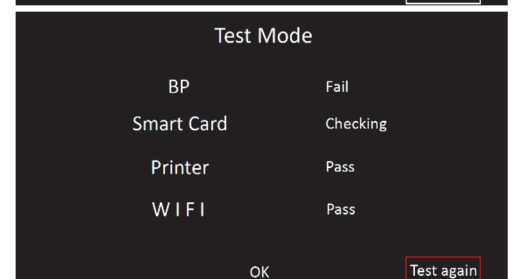 Test Mode
BP Fail
Smart Card Checking
Printer Pass
W I F I Pass
OK Test again